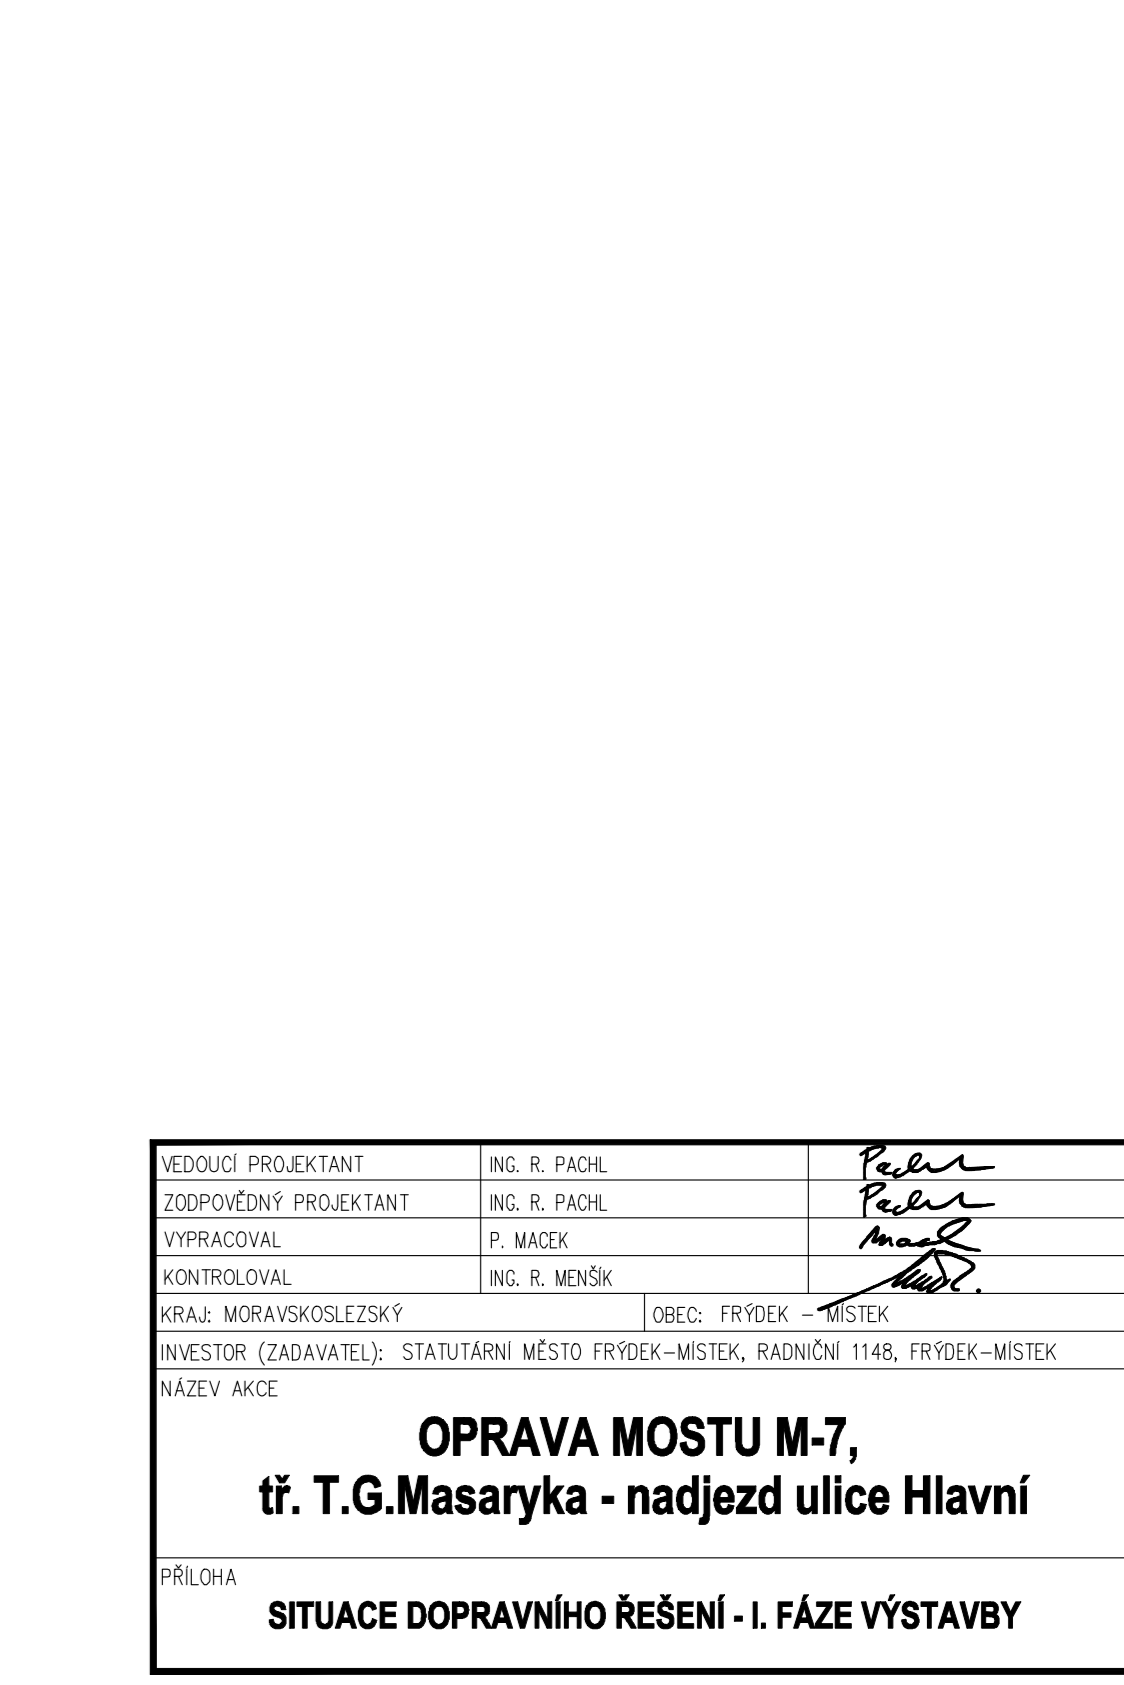 VEDOUCÍ PROJEKTANT ING. R. PACHL Pachl
ZODPOVĚDNÝ PROJEKTANT ING. R. PACHL Pachl
VYPRACOVAL P. MACEK Macek
KONTROLOVAL ING. R. MENŠÍK
KRAJ: MORAVSKOSLEZSKÝ OBEC: FRÝDEK – MÍSTEK
INVESTOR (ZADAVATEL): STATUTÁRNÍ MĚSTO FRÝDEK–MÍSTEK, RADNIČNÍ 1148, FRÝDEK–MÍSTEK
NÁZEV AKCE
OPRAVA MOSTU M-7,
tř. T.G.Masaryka - nadjezd ulice Hlavní
PŘÍLOHA
SITUACE DOPRAVNÍHO ŘEŠENÍ - I. FÁZE VÝSTAVBY